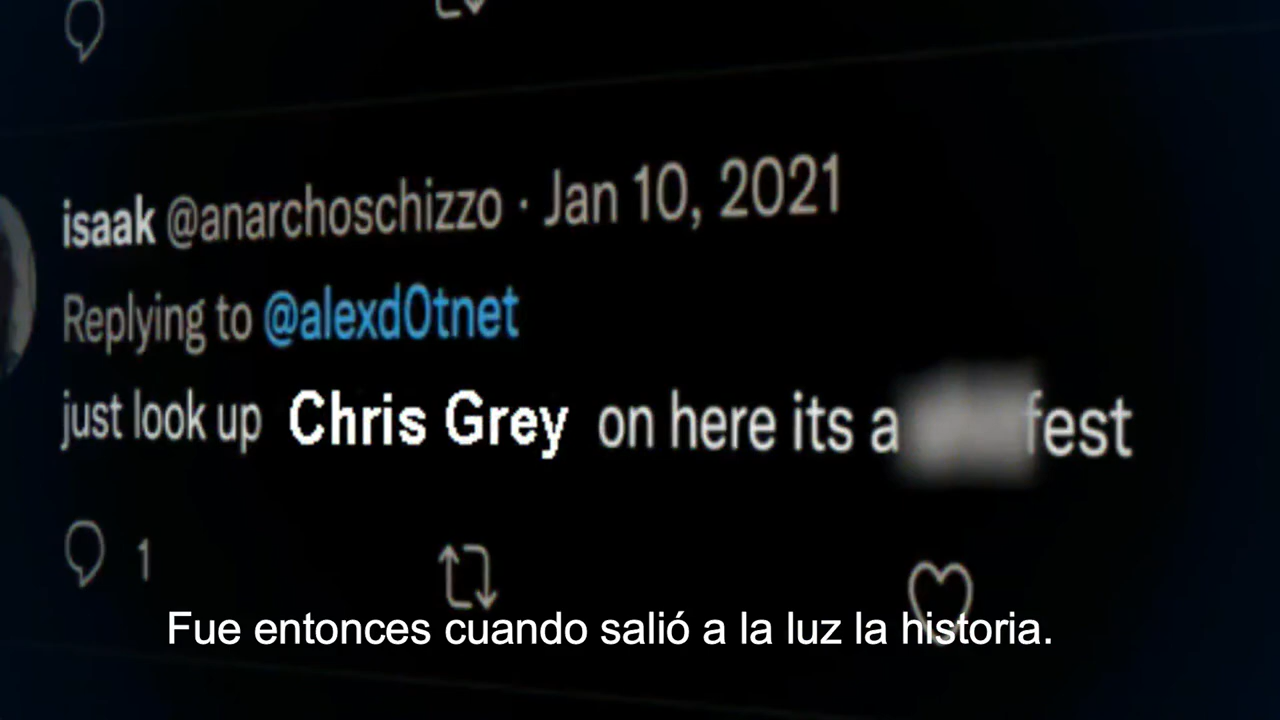 isaak @anarchoschizzo · Jan 10, 2021
Replying to @alexd0tnet
just look up Chris Grey on here its a fest
1
Fue entonces cuando salió a la luz la historia.